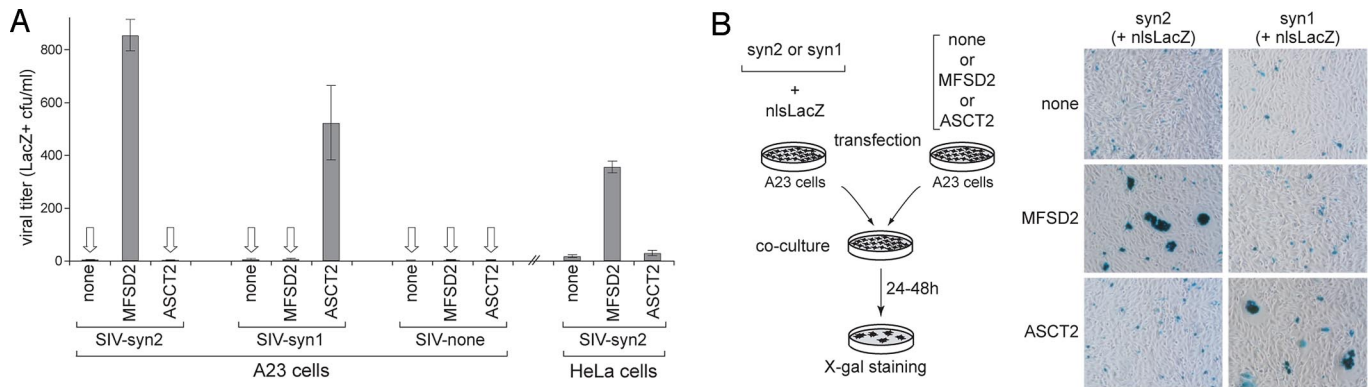 A
viral titer (LacZ+ cfu/ml)
800
600
400
200
0
none
MFSD2
ASCT2
none
MFSD2
ASCT2
none
MFSD2
ASCT2
none
MFSD2
ASCT2
SIV-syn2
SIV-syn1
SIV-none
SIV-syn2
A23 cells
HeLa cells
B
syn2 or syn1
+
nlsLacZ
none
or
MFSD2
or
ASCT2
transfection
A23 cells
A23 cells
co-culture
24-48h
X-gal staining
syn2
(+ nlsLacZ)
syn1
(+ nlsLacZ)
none
MFSD2
ASCT2